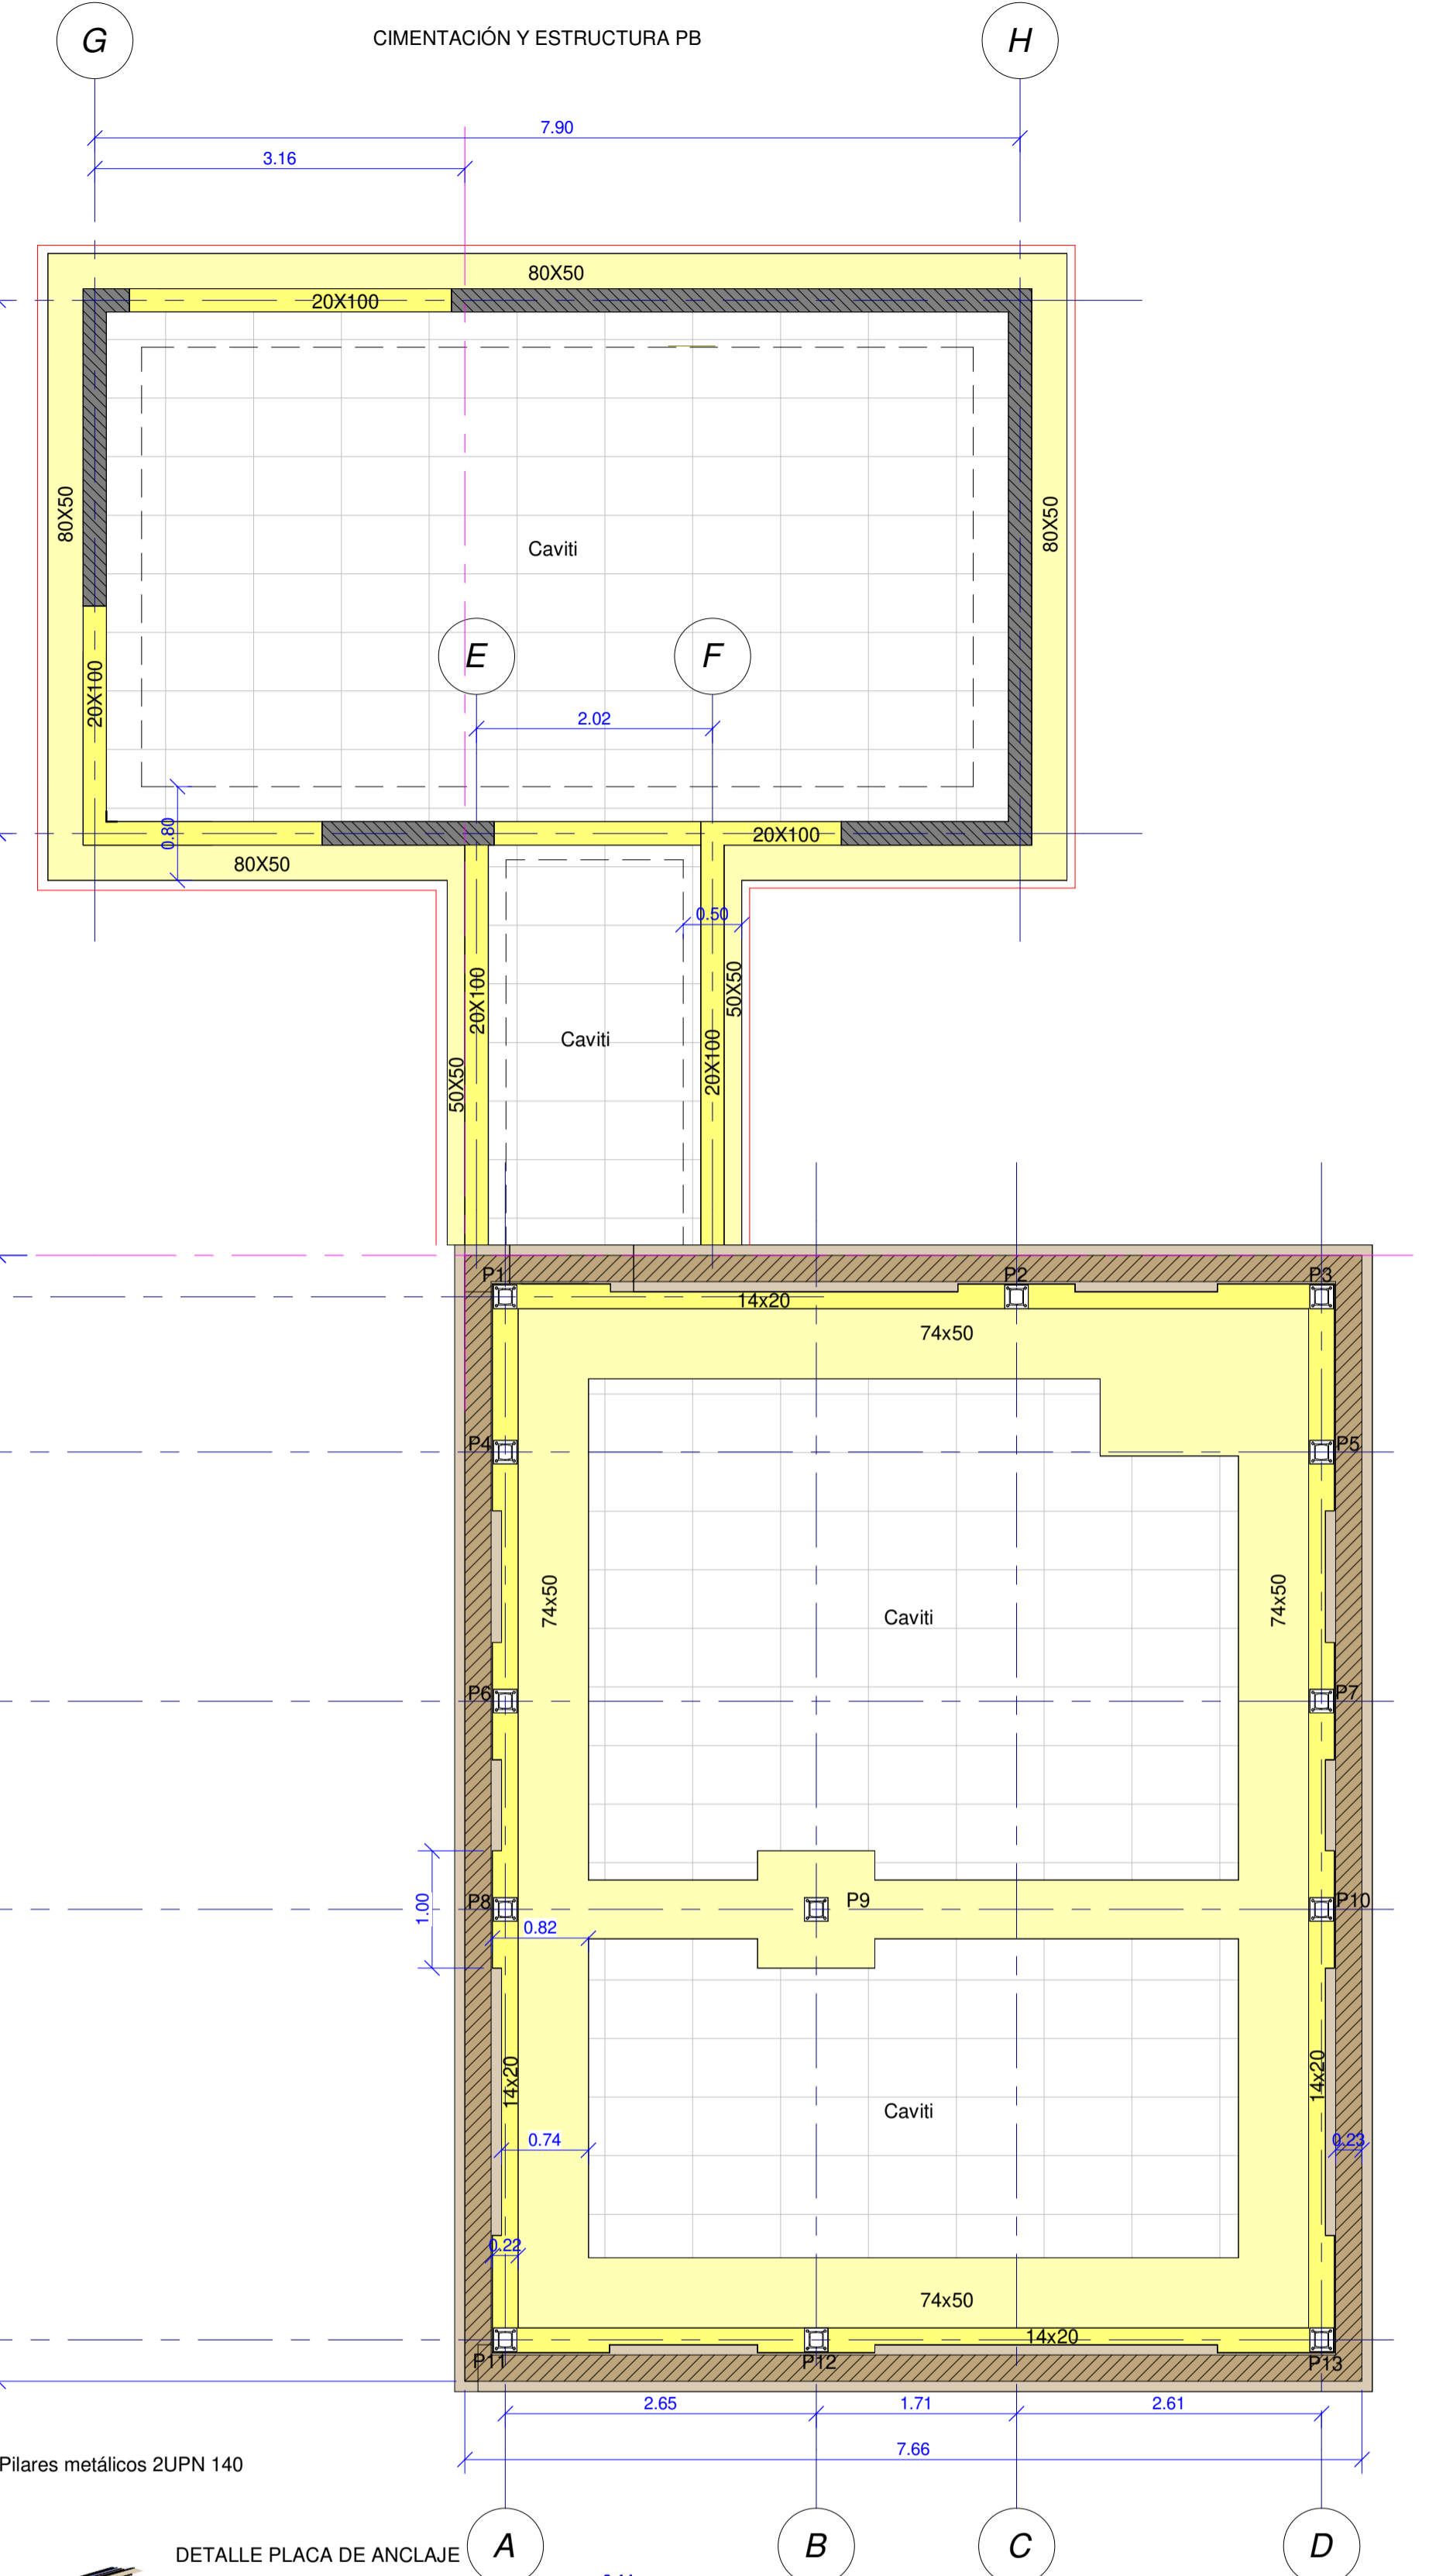 G
CIMENTACIÓN Y ESTRUCTURA PB
H
7.90
3.16
80X50
20X100
80X50
80X50
Caviti
E
F
20X100
2.02
0.80
20X100
80X50
0.50
50X50
20X100
Caviti
20X100
50X50
P1
P2
P3
14x20
74x50
P4
P5
74x50
74x50
Caviti
P6
P7
P8
P9
P10
1.00
0.82
14x20
14x20
Caviti
0.74
0.23
0.22
74x50
14x20
P11
P12
P13
2.65
1.71
2.61
7.66
Pilares metálicos 2UPN 140
A
B
C
D
DETALLE PLACA DE ANCLAJE